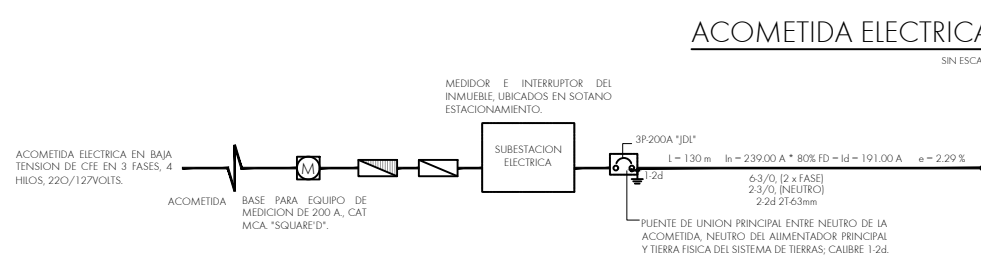 ACOMETIDA ELECTRICA
SIN ESCA
MEDIDOR E INTERRUPTOR DEL
INMUEBLE, UBICADOS EN SOTANO
ESTACIONAMIENTO.
ACOMETIDA ELECTRICA EN BAJA
TENSION DE CFE EN 3 FASES, 4
HILOS, 22O/127VOLTS.
ACOMETIDA
M
BASE PARA EQUIPO DE
MEDICION DE 200 A., CAT
MCA. "SQUARE'D".
SUBESTACION
ELECTRICA
3P-200A "JDL"
1-2d
L = 130 m In = 239.00 A * 80% FD = Id = 191.00 A e = 2.29 %
6-3/0, (2 x FASE)
2-3/0, (NEUTRO)
2-2d 2T-63mm
PUENTE DE UNION PRINCIPAL ENTRE NEUTRO DE LA
ACOMETIDA, NEUTRO DEL ALIMENTADOR PRINCIPAL
Y TIERRA FISICA DEL SISTEMA DE TIERRAS; CALIBRE 1-2d.